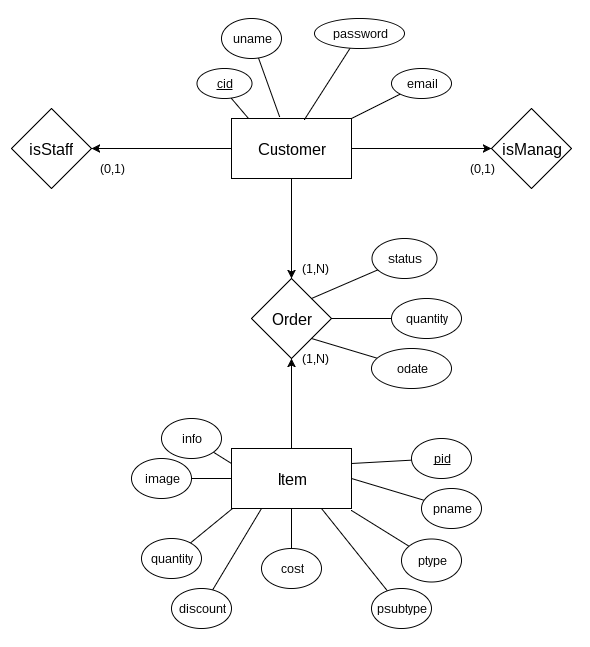 uname
password
cid
email
isStaff
Customer
isManag
(0,1)
(0,1)
(1,N)
status
Order
quantity
(1,N)
odate
info
pid
image
Item
pname
quantity
cost
ptype
discount
psubtype